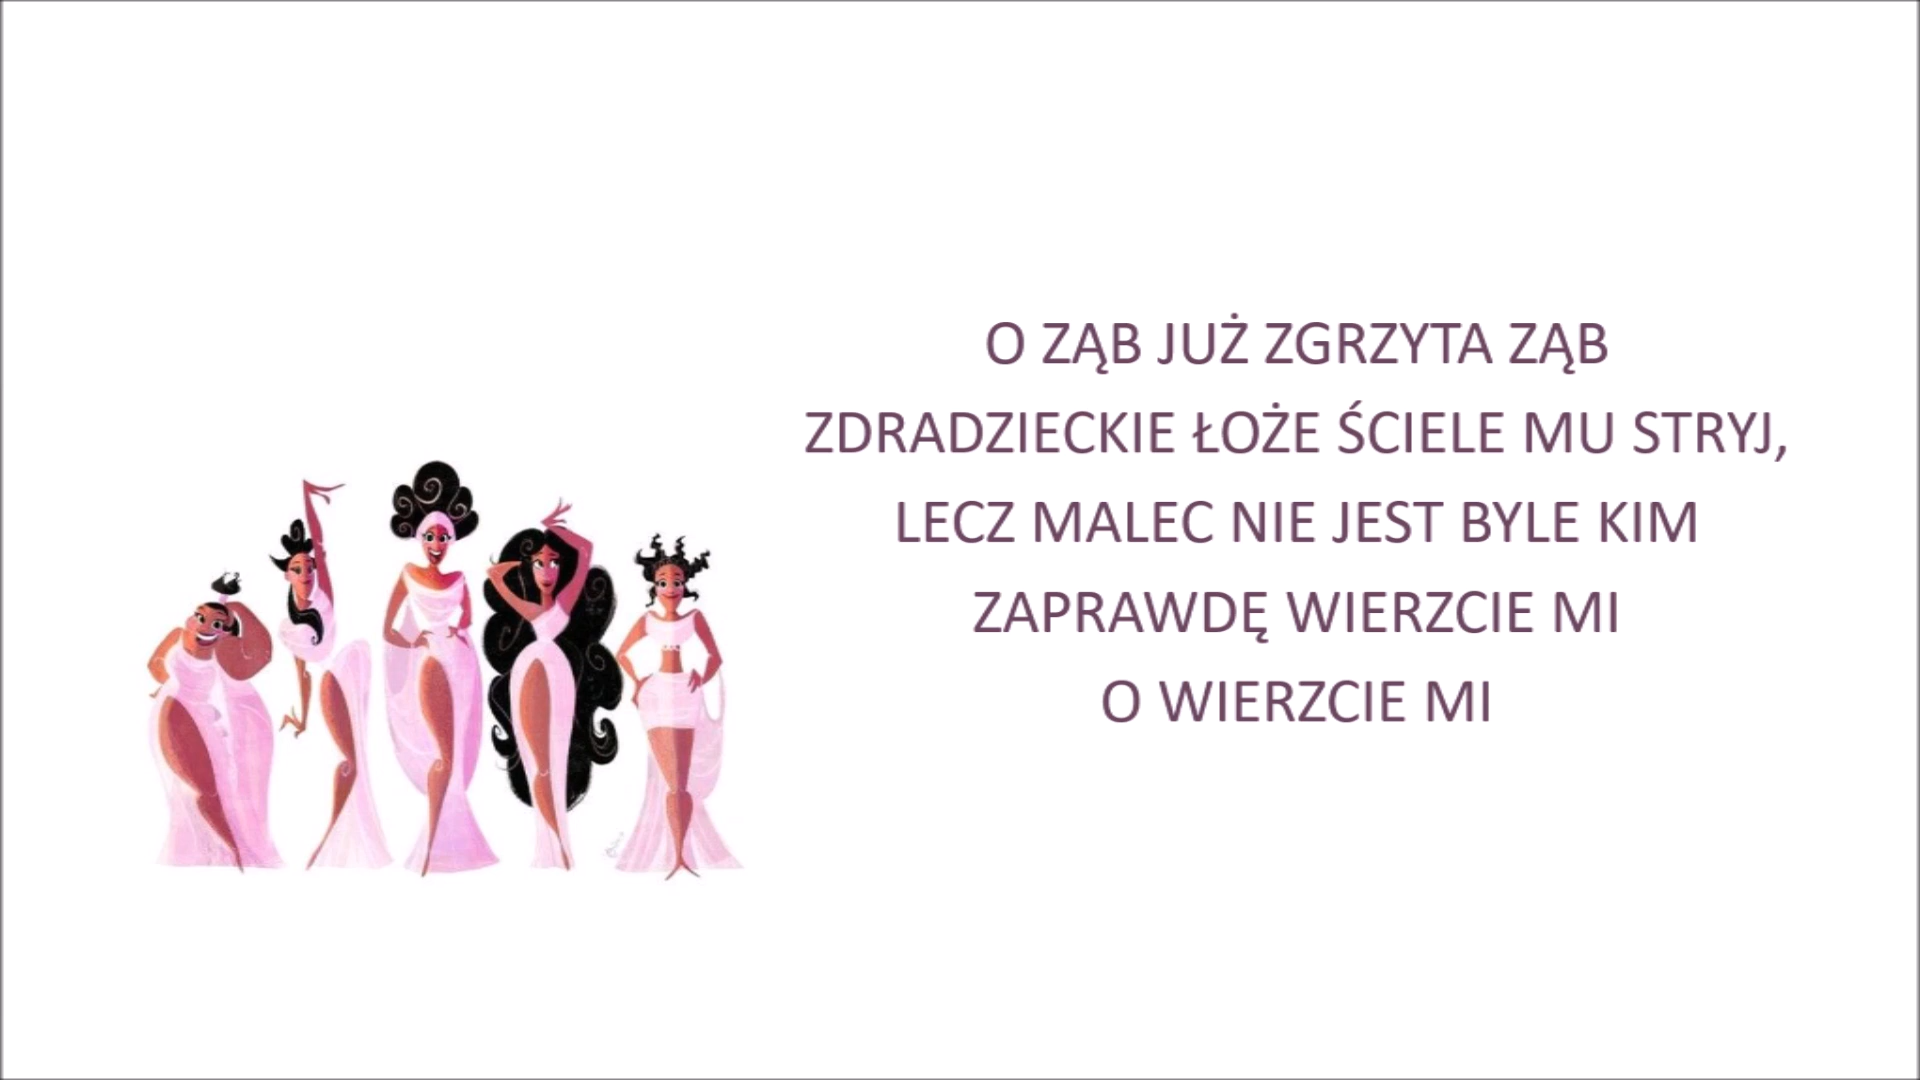 O ZĄB JUŻ ZGRZYTA ZĄB
ZDRADZIECKIE ŁOŻE ŚCIELE MU STRYJ,
LECZ MALEC NIE JEST BYLE KIM
ZAPRAWDĘ WIERZCIE MI
O WIERZCIE MI